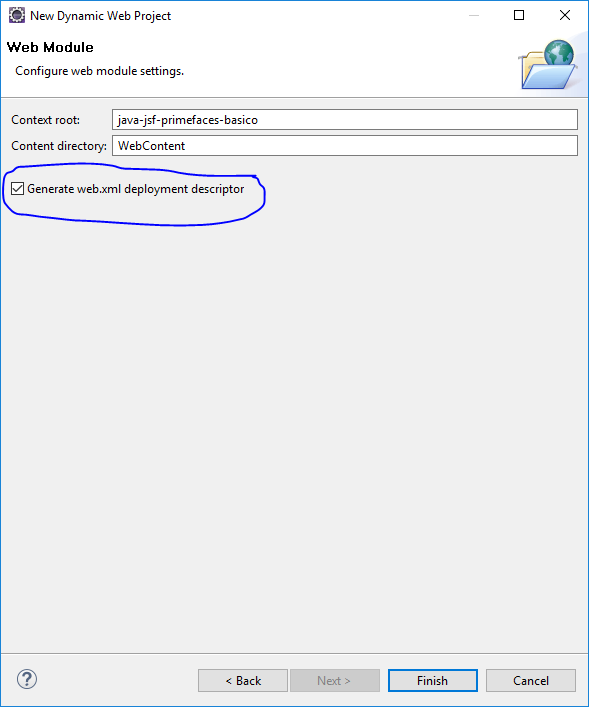 New Dynamic Web Project
Web Module
Configure web module settings.
Context root: java-jsf-primefaces-basico
Content directory: WebContent
Generate web.xml deployment descriptor
? < Back Next > Finish Cancel